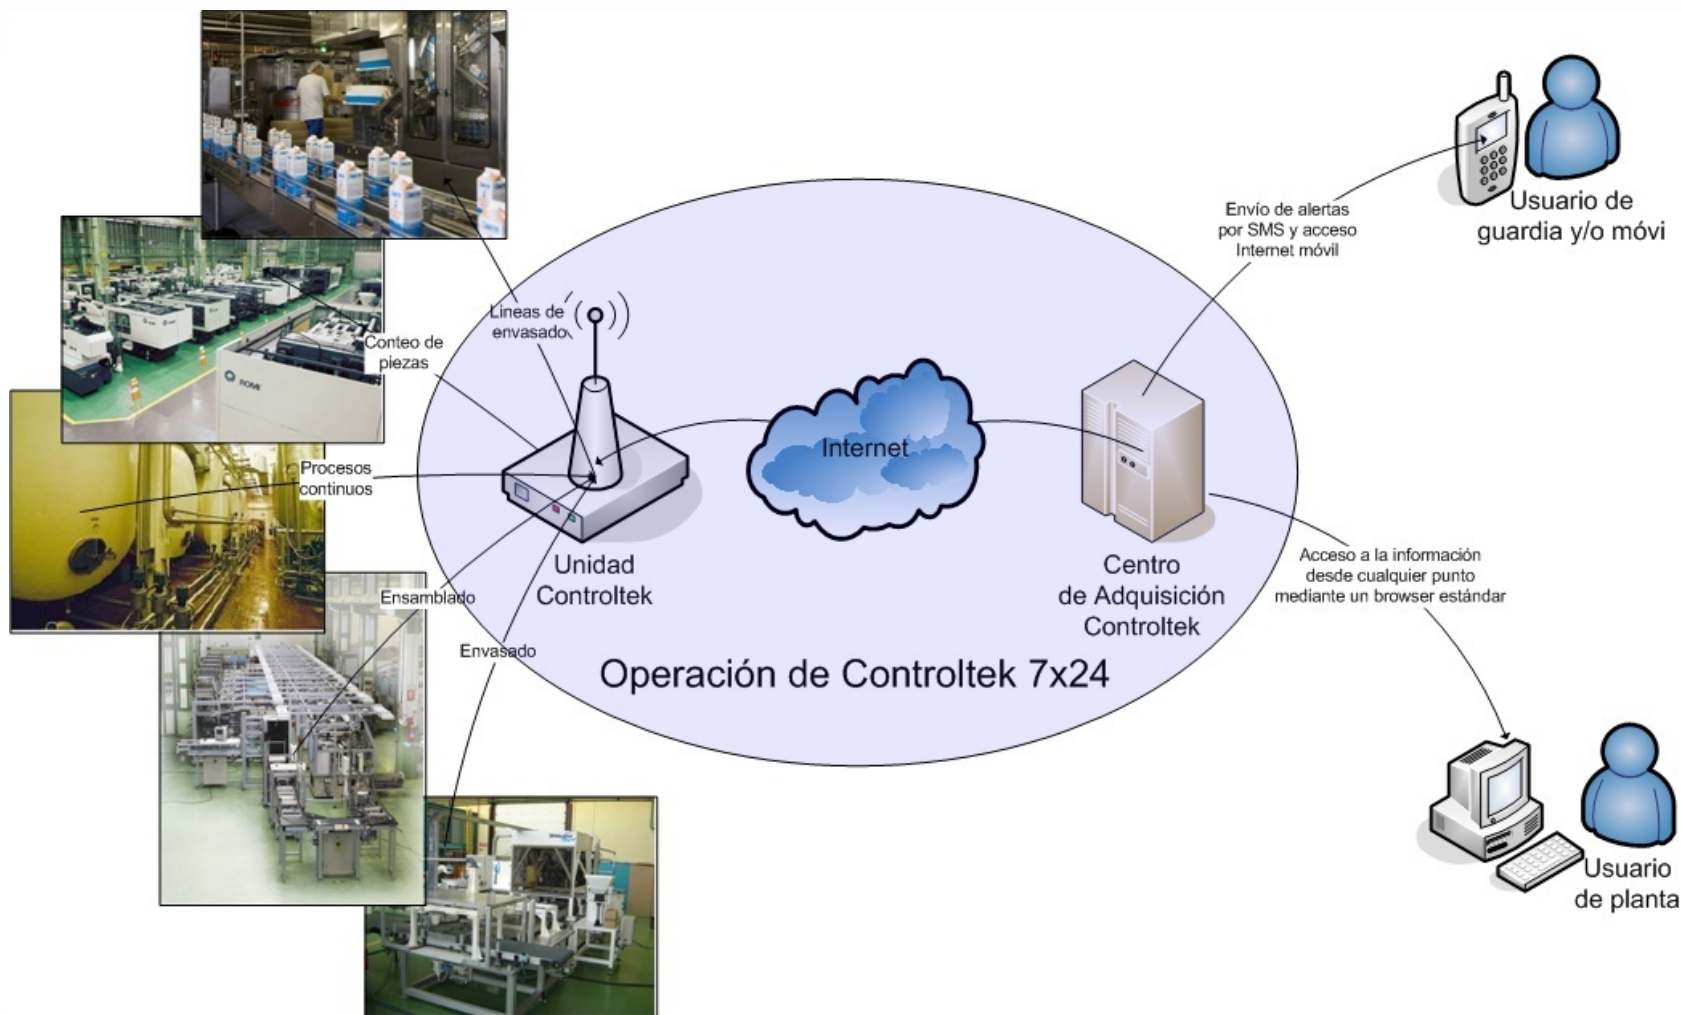 Líneas de
envasado
Conteo de
piezas
ROMI
Procesos
continuos
Ensamblado
Envasado
Unidad
Controltek
Internet
Centro
de Adquisición
Controltek
Operación de Controltek 7x24
Envío de alertas
por SMS y acceso
Internet móvil
Usuario de
guardia y/o móvi
Acceso a la información
desde cualquier punto
mediante un browser estándar
Usuario
de planta